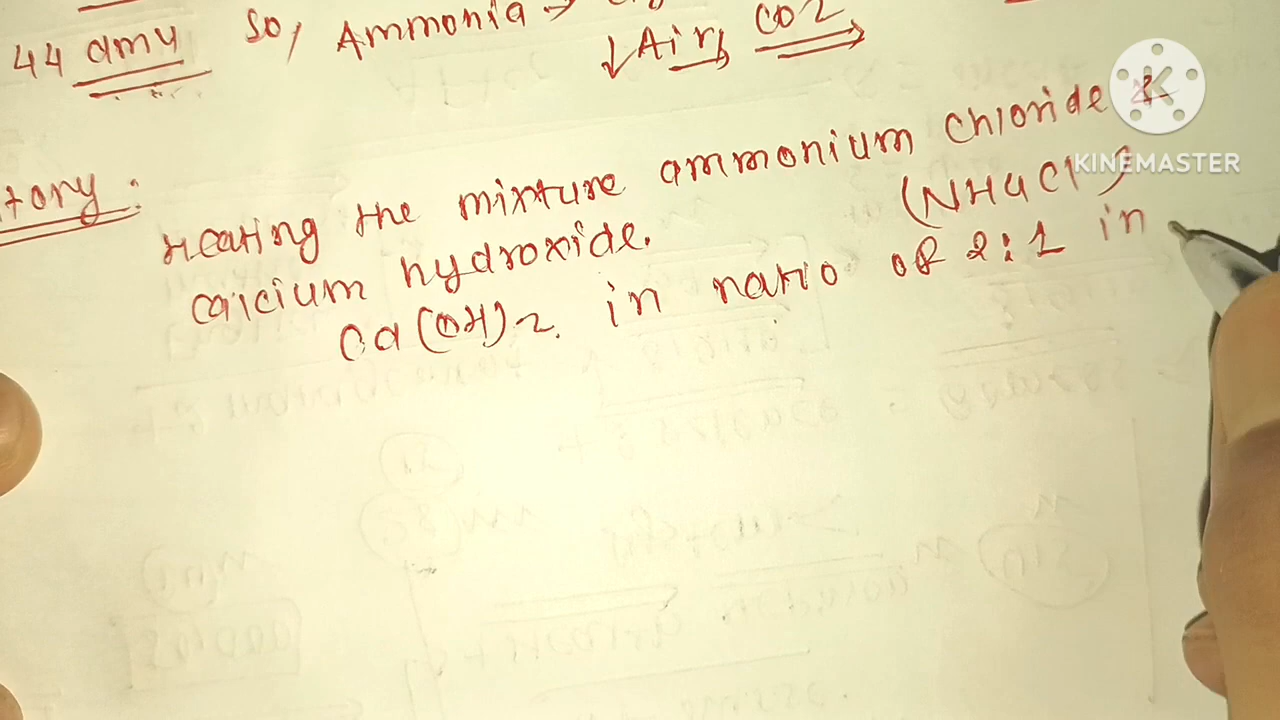 44 amu So, Ammonia →
↓ Air, CO2
tory:
Heating the mixture ammonium chloride &
(NH4Cl)
calcium hydroxide.
Ca(OH)2. in ratio of 2:1 in
KINEMASTER